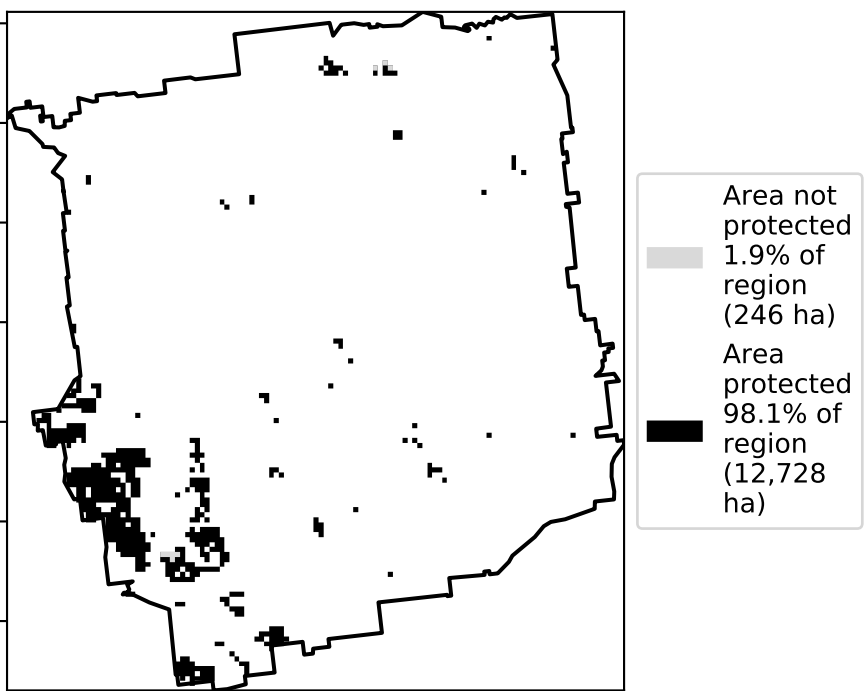 Area not
protected
1.9% of
region
(246 ha)
Area
protected
98.1% of
region
(12,728
ha)